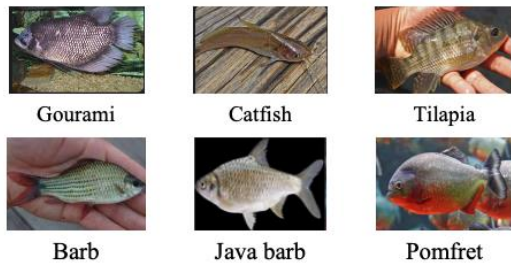 Gourami
Catfish
Tilapia
Barb
Java barb
Pomfret